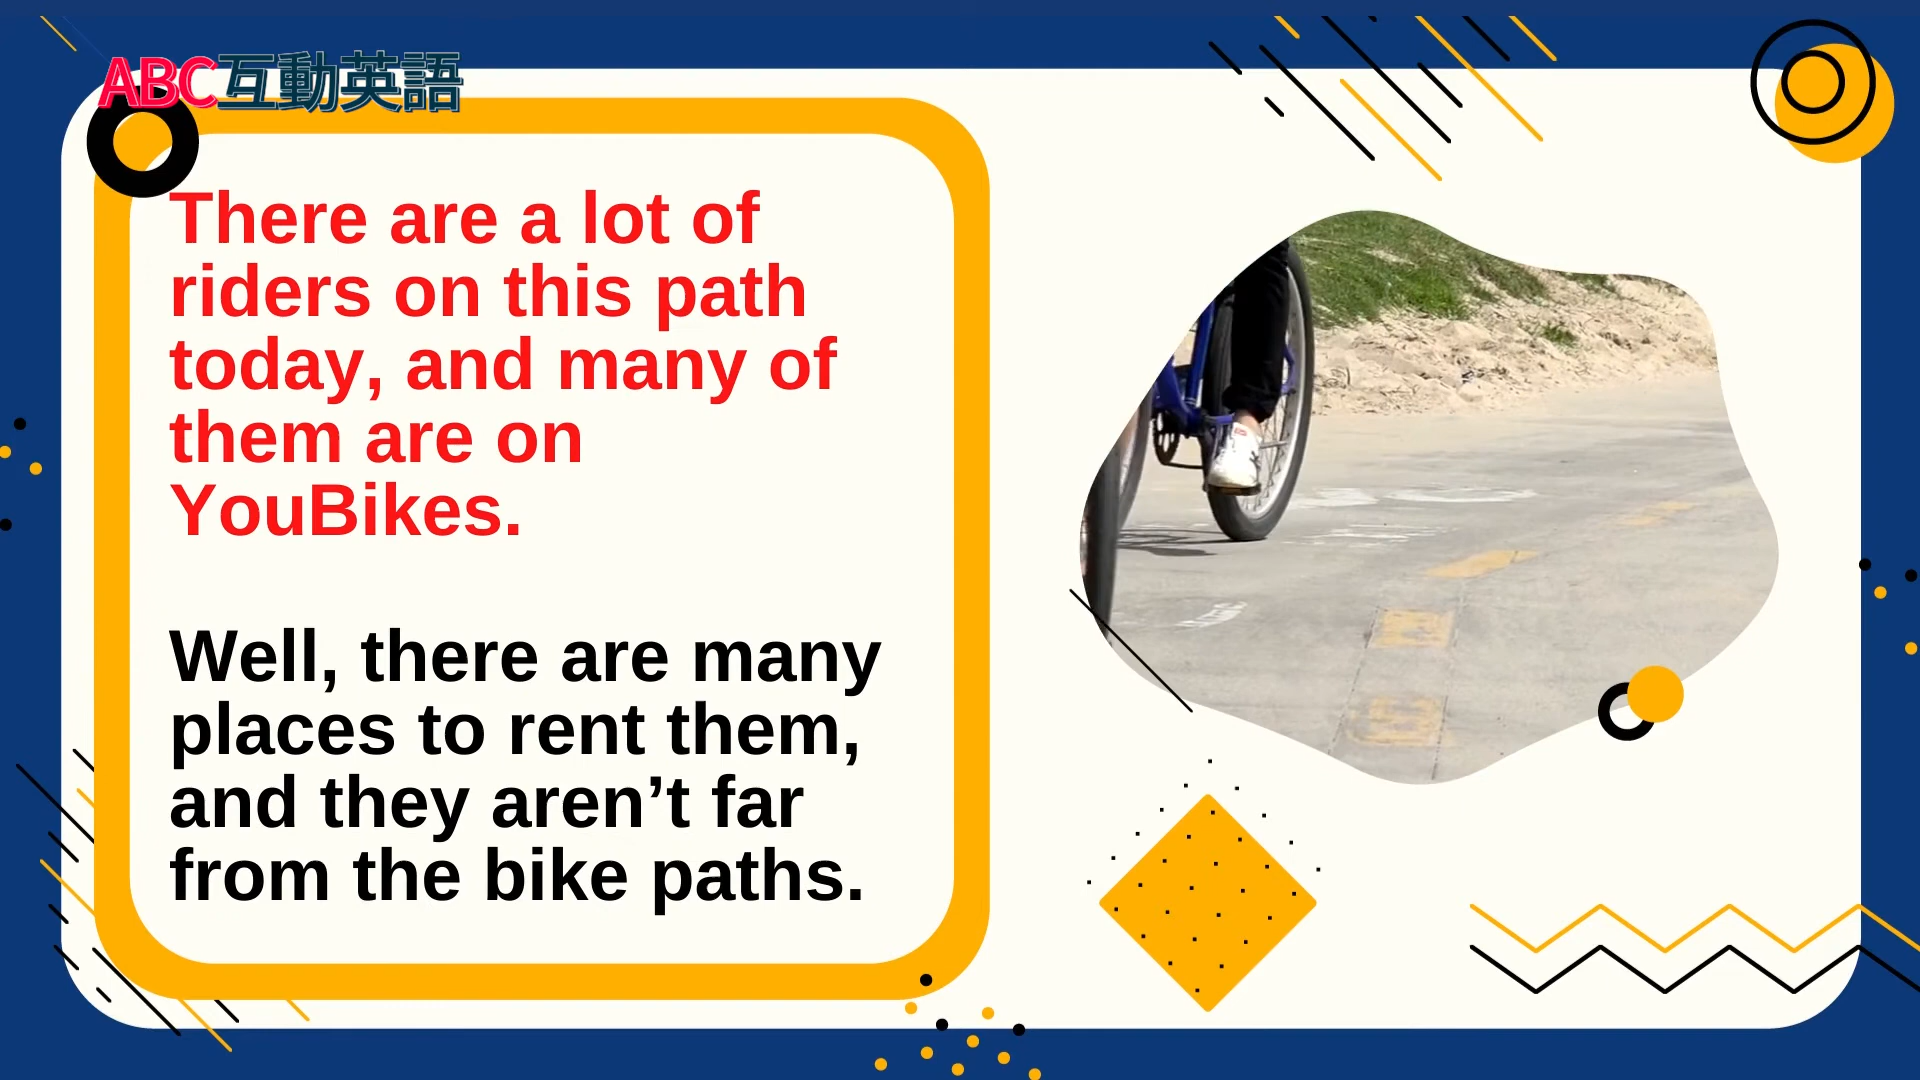 ABC互動英語
There are a lot of
riders on this path
today, and many of
them are on
YouBikes.
Well, there are many
places to rent them,
and they aren’t far
from the bike paths.